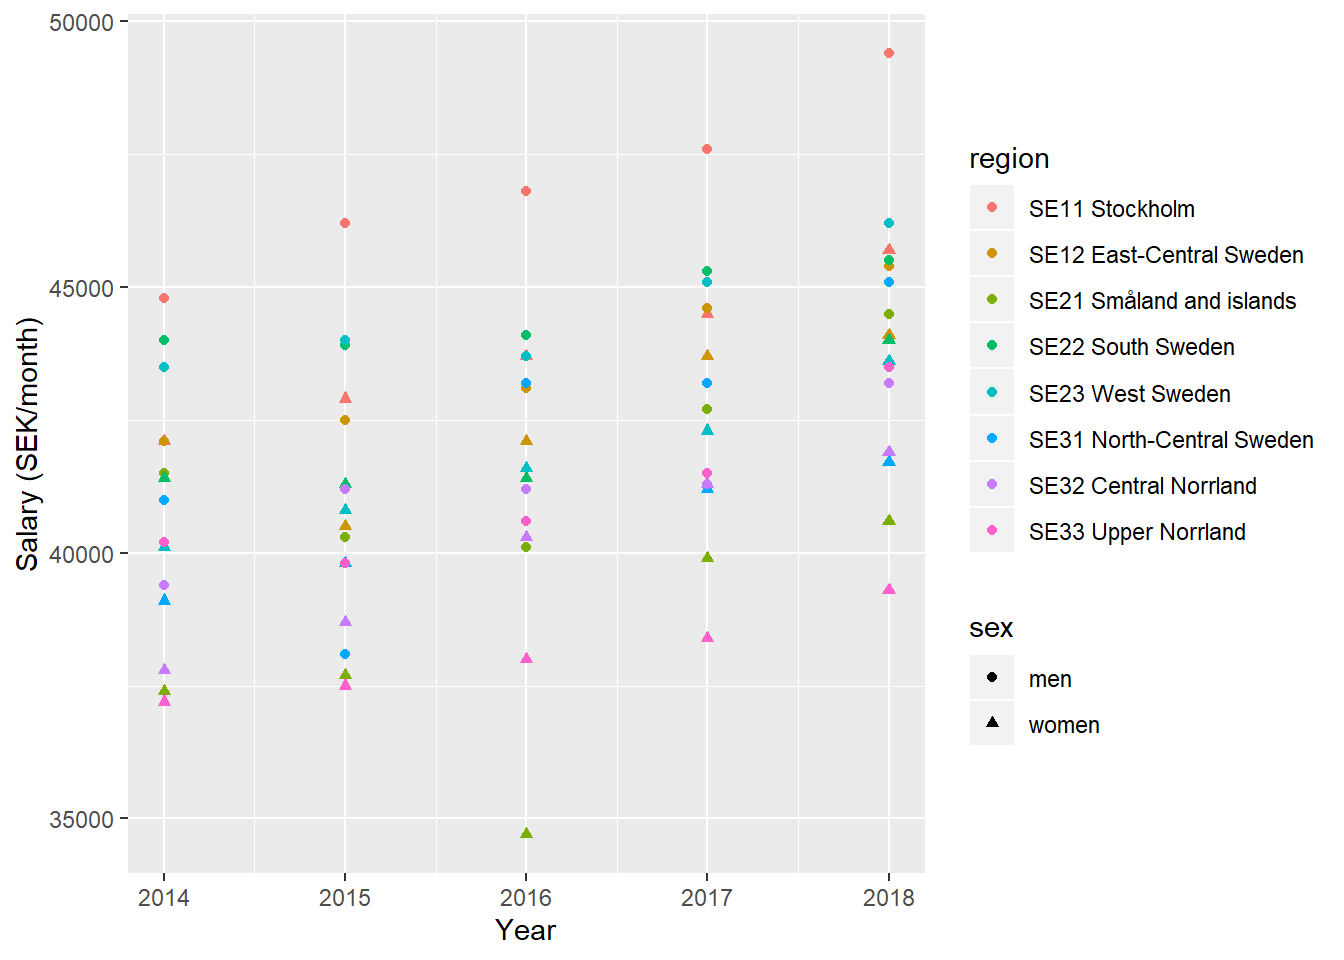 50000
45000
40000
35000
Salary (SEK/month)
2014
2015
2016
2017
2018
Year
region
SE11 Stockholm
SE12 East-Central Sweden
SE21 Småland and islands
SE22 South Sweden
SE23 West Sweden
SE31 North-Central Sweden
SE32 Central Norrland
SE33 Upper Norrland
sex
men
women